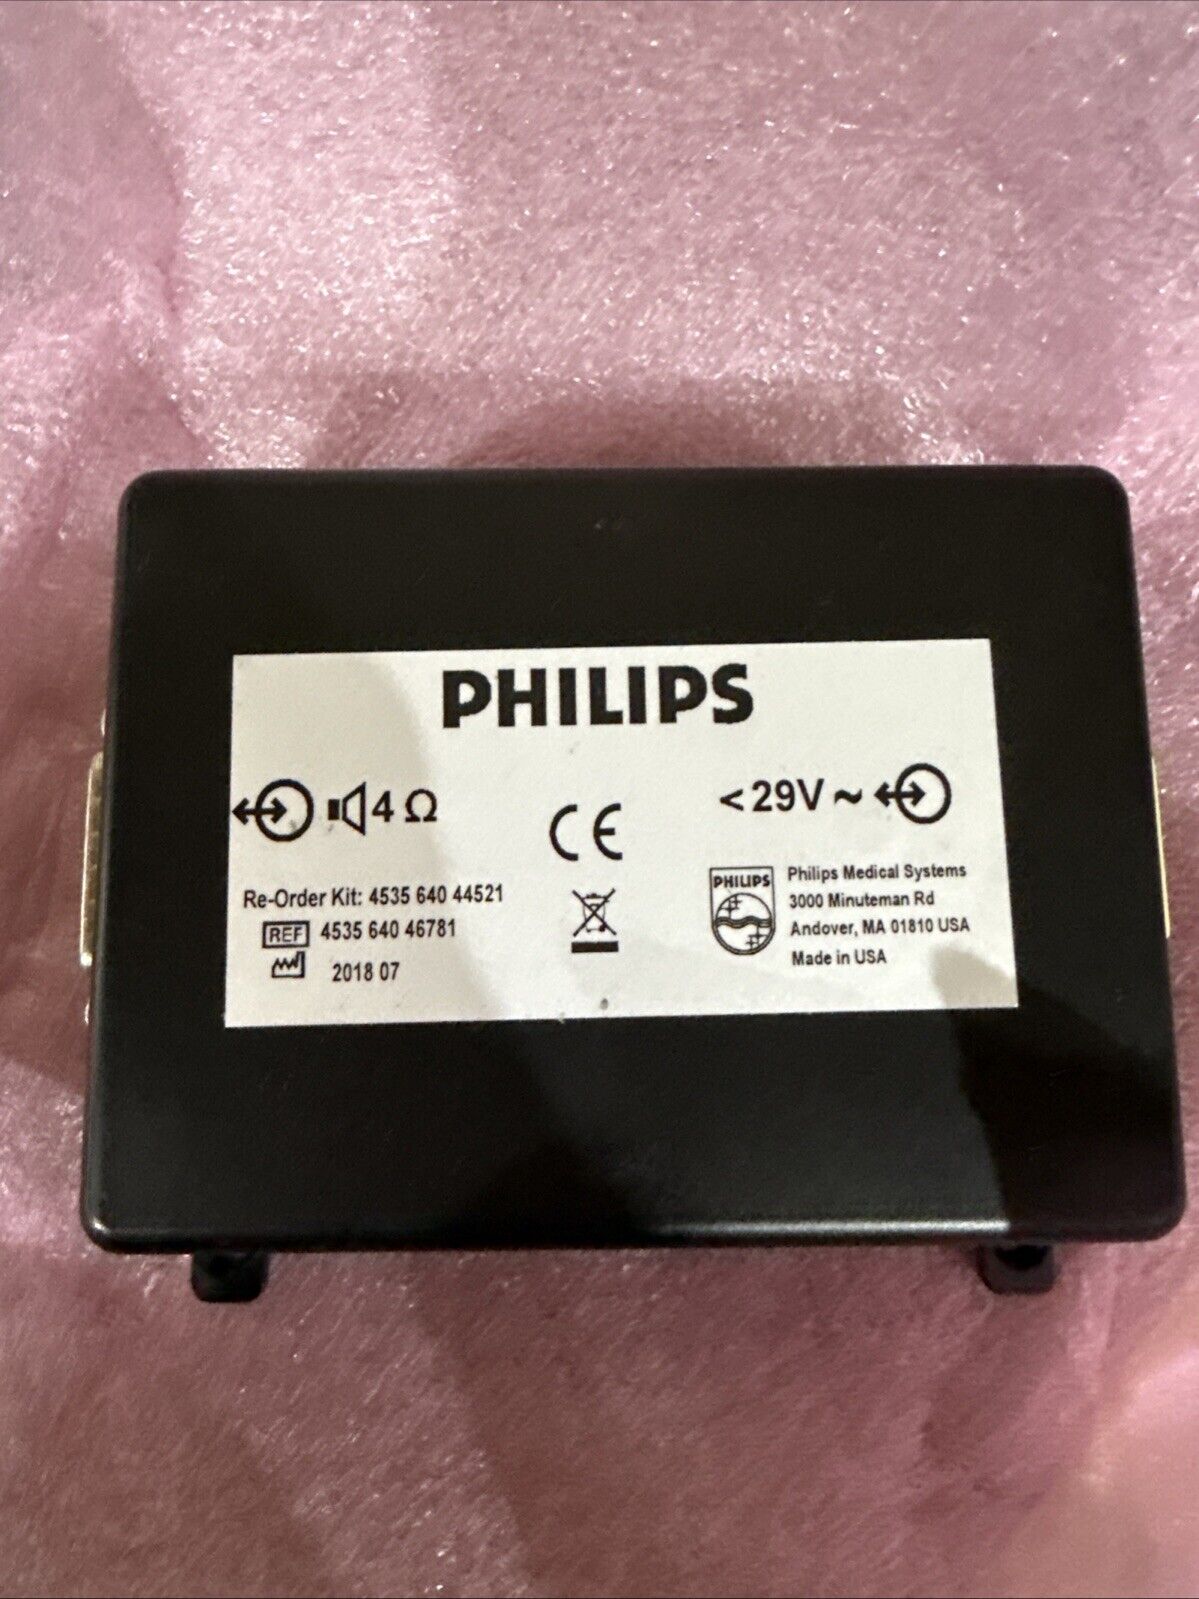 PHILIPS
4 Ω
CE
<29V~
Re-Order Kit: 4535 640 44521
REF 4535 640 46781
2018 07
PHILIPS
Philips Medical Systems
3000 Minuteman Rd
Andover, MA 01810 USA
Made in USA